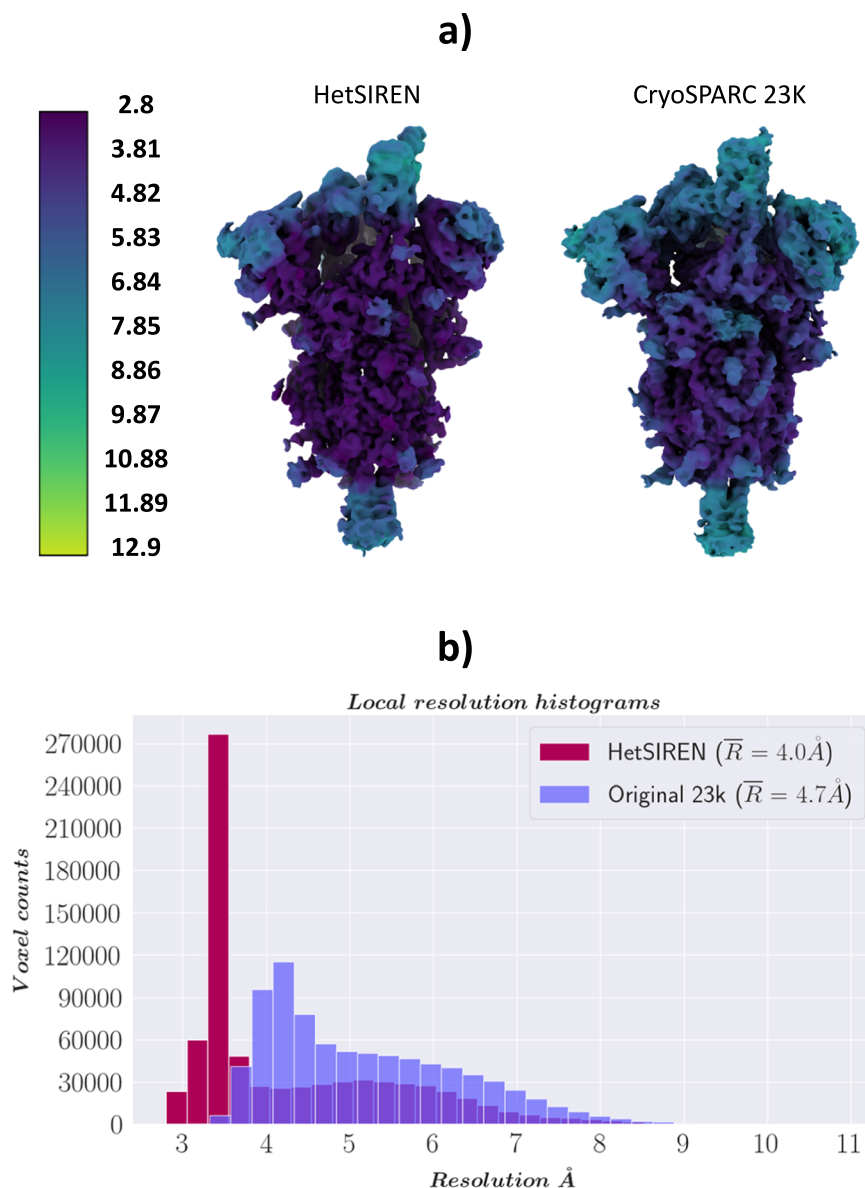 a)
HetSIREN
CryoSPARC 23K
2.8
3.81
4.82
5.83
6.84
7.85
8.86
9.87
10.88
11.89
12.9
b)
Local resolution histograms
270000
240000
210000
180000
150000
120000
90000
60000
30000
0
Voxel counts
HetSIREN (R̅ = 4.0Å)
Original 23k (R̅ = 4.7Å)
3 4 5 6 7 8 9 10 11
Resolution Å